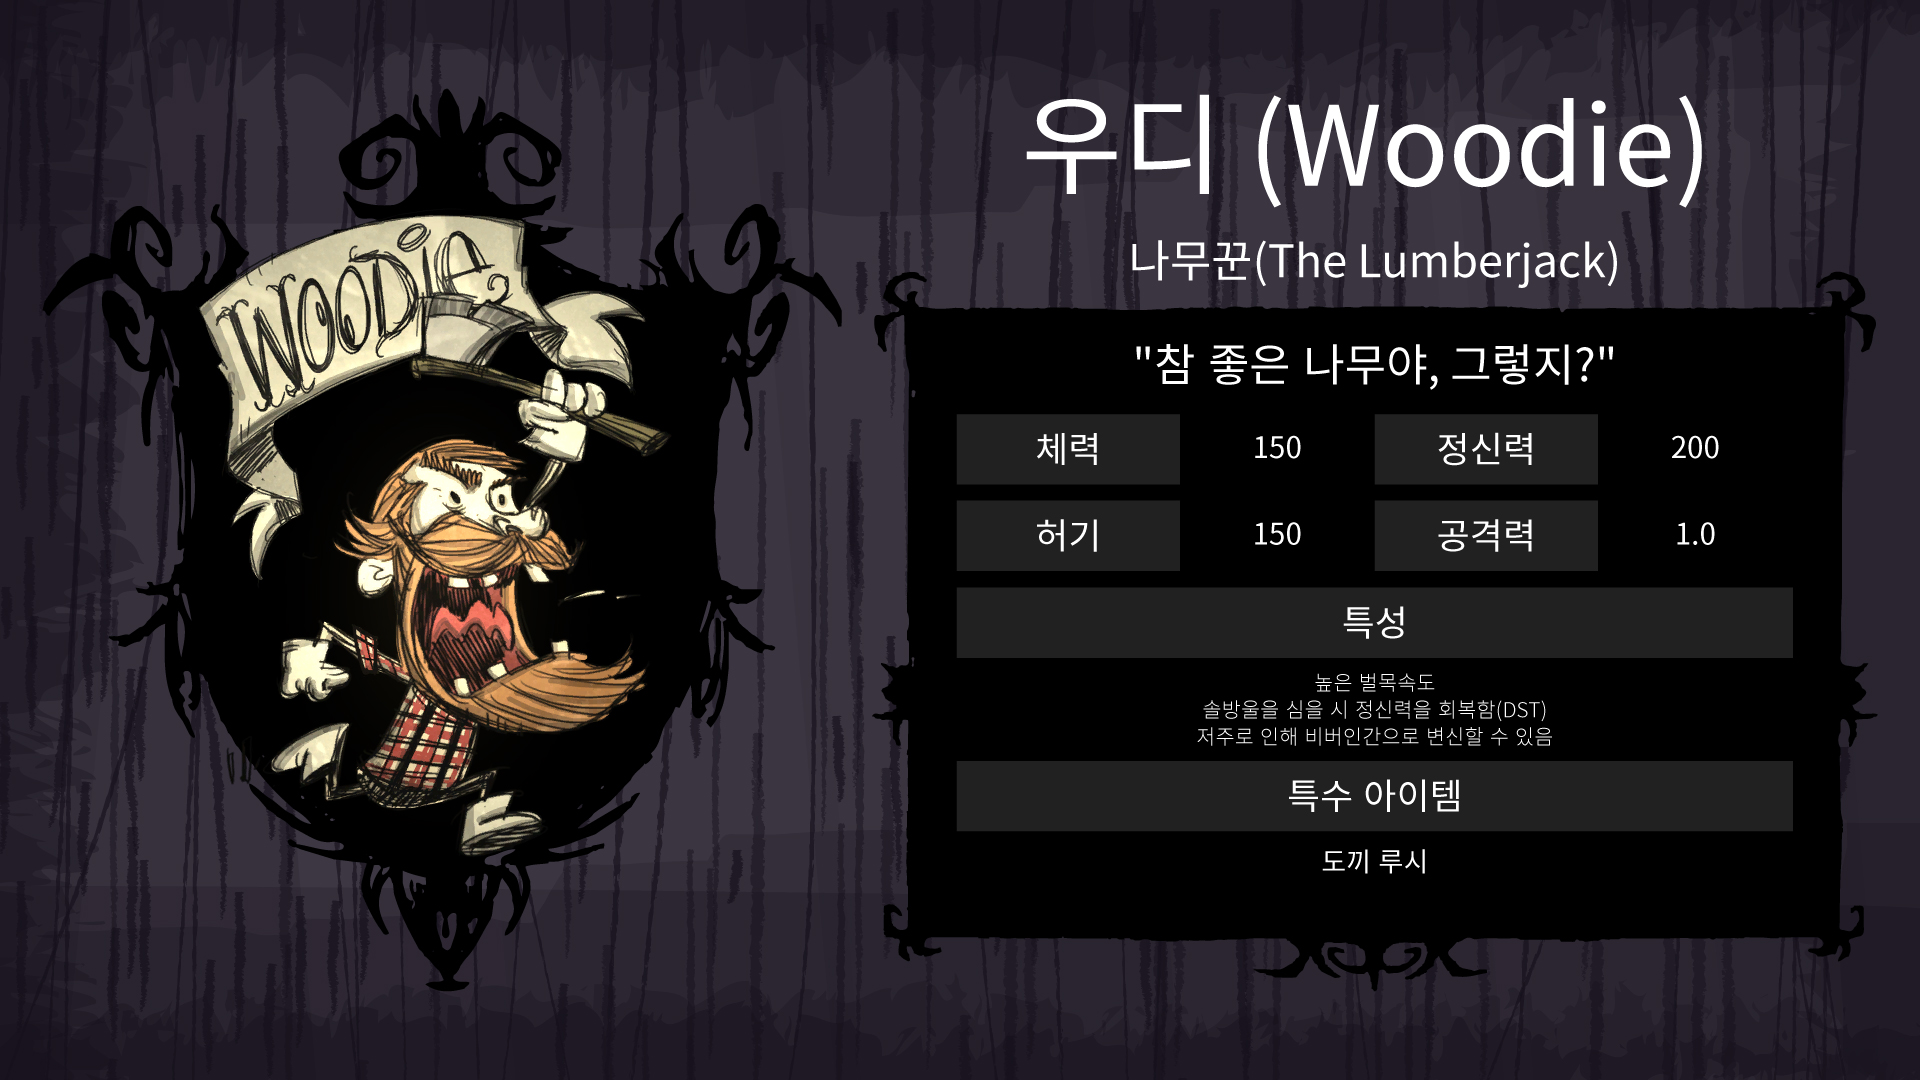 WOODIE
우디 (Woodie)
나무꾼(The Lumberjack)
"참 좋은 나무야, 그렇지?"
체력 150 정신력 200
허기 150 공격력 1.0
특성
높은 벌목속도
솔방울을 심을 시 정신력을 회복함(DST)
저주로 인해 비버인간으로 변신할 수 있음
특수 아이템
도끼 루시